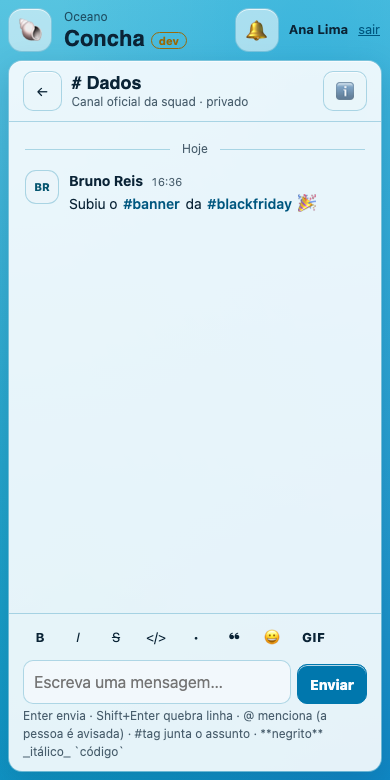 Oceano
Concha dev
Ana Lima sair
←
# Dados
Canal oficial da squad · privado
Hoje
BR
Bruno Reis 16:36
Subiu o #banner da #blackfriday 🎉
B I S </> • ❝ 😀 GIF
Escreva uma mensagem...
Enviar
Enter envia · Shift+Enter quebra linha · @ menciona (a
pessoa é avisada) · #tag junta o assunto · **negrito**
_itálico_ `código`